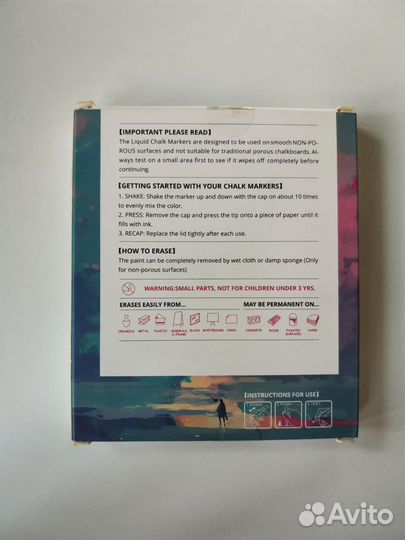 [IMPORTANT PLEASE READ]
The Liquid Chalk Markers are designed to be used on smooth NON-PO-
ROUS surfaces and not suitable for traditional porous chalkboards. Al-
ways test on a small area first to see if it wipes off completely before
continuing.
[GETTING STARTED WITH YOUR CHALK MARKERS]
1. SHAKE: Shake the marker up and down with the cap on about 10 times
to evenly mix the color.
2. PRESS: Remove the cap and press the tip onto a piece of paper until it
fills with ink.
3. RECAP: Replace the lid tightly after each use.
[HOW TO ERASE]
The paint can be completely removed by wet cloth or damp sponge (Only
for non-porous surfaces)
WARNING:SMALL PARTS, NOT FOR CHILDREN UNDER 3 YRS.
ERASES EASILY FROM... MAY BE PERMANENT ON...
CERAMICS METAL PLASTIC SIDEWALK A-FRAME GLASS WHITEBOARD VINYL CONCRETE WOOD PAINTED SURFACES PAPER
[INSTRUCTIONS FOR USE]
Avito